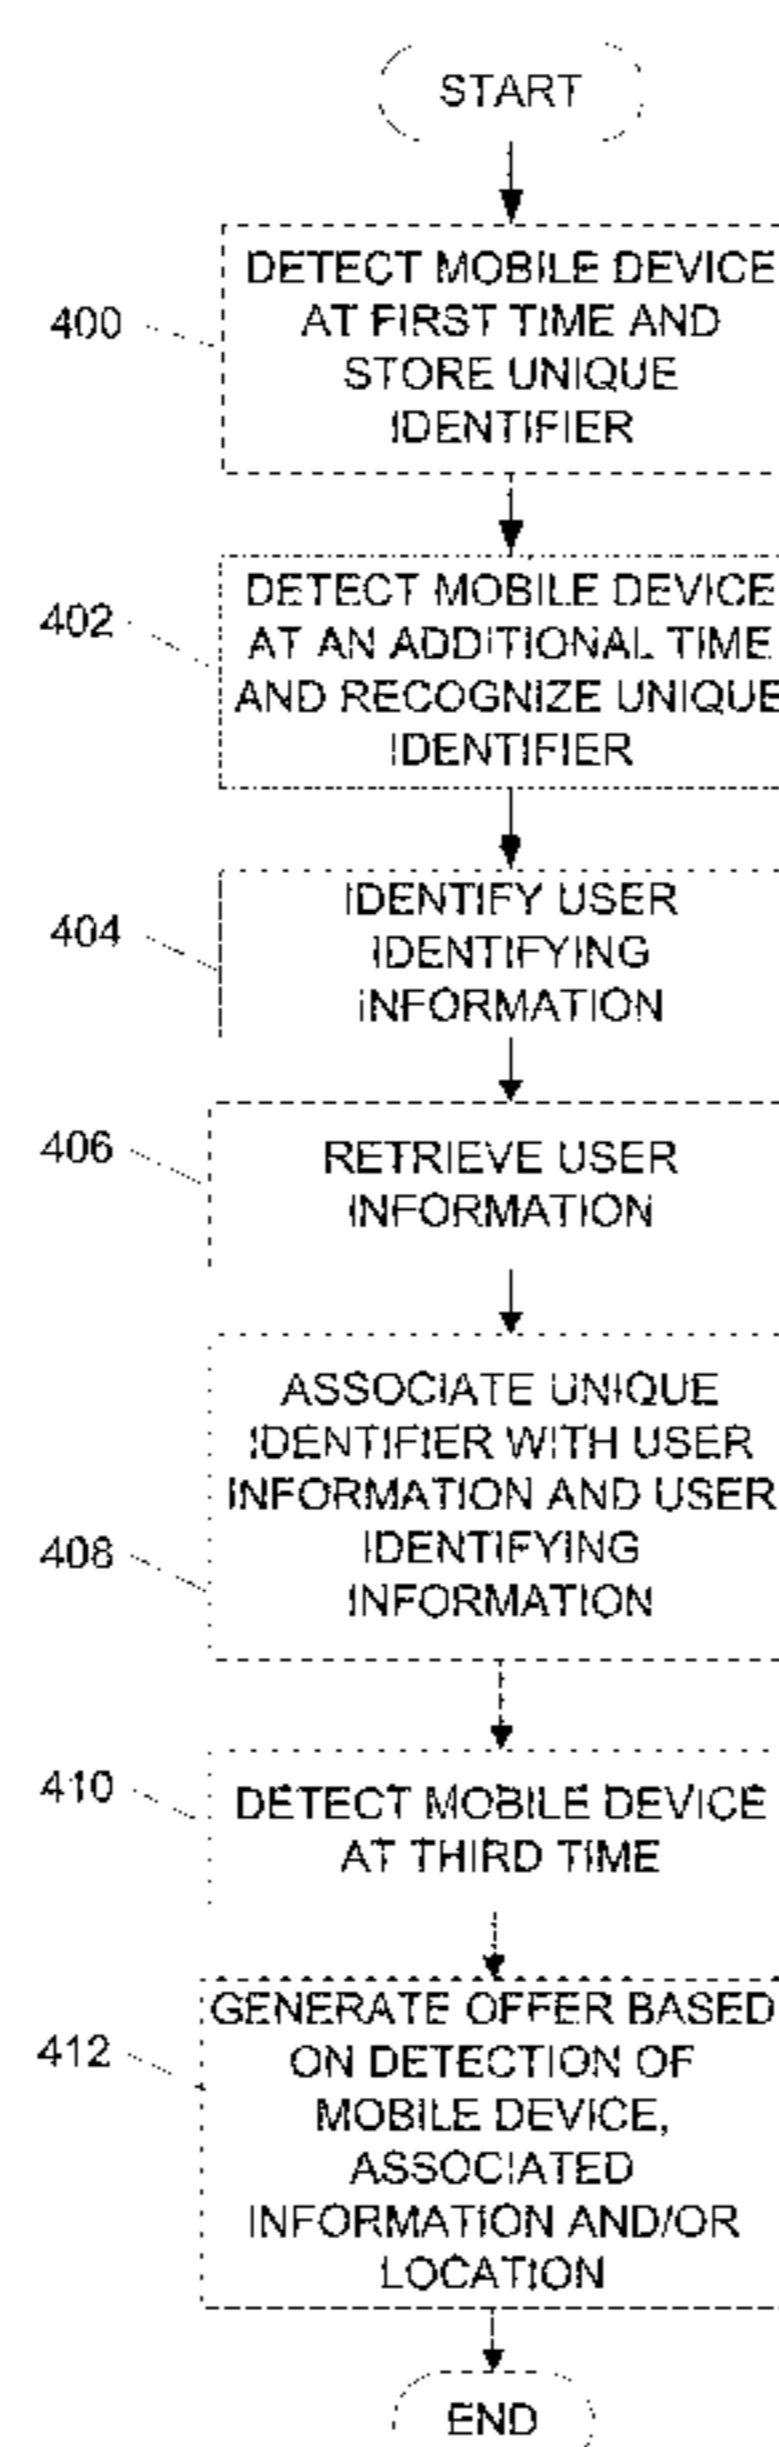 START
400
DETECT MOBILE DEVICE
AT FIRST TIME AND
STORE UNIQUE
IDENTIFIER
402
DETECT MOBILE DEVICE
AT AN ADDITIONAL TIME
AND RECOGNIZE UNIQUE
IDENTIFIER
404
IDENTIFY USER
IDENTIFYING
INFORMATION
406
RETRIEVE USER
INFORMATION
408
ASSOCIATE UNIQUE
IDENTIFIER WITH USER
INFORMATION AND USER
IDENTIFYING
INFORMATION
410
DETECT MOBILE DEVICE
AT THIRD TIME
412
GENERATE OFFER BASED
ON DETECTION OF
MOBILE DEVICE,
ASSOCIATED
INFORMATION AND/OR
LOCATION
END